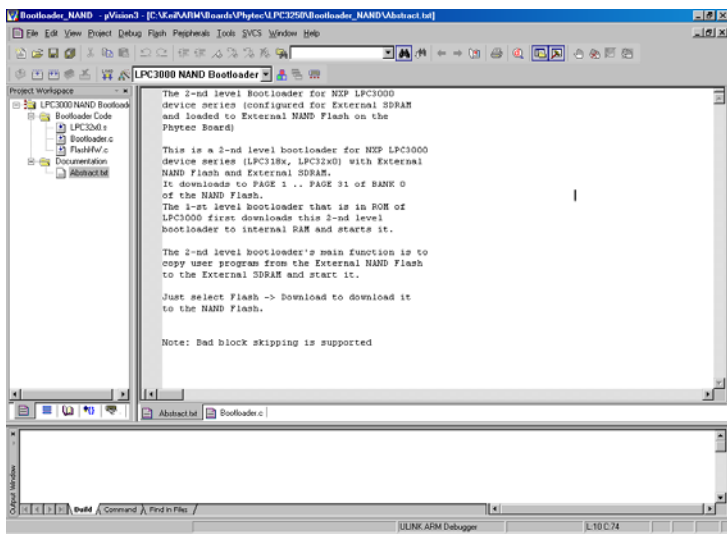 Bootloader_NAND - µVision3 - [C:\Keil\ARM\Boards\Phytec\LPC3250\Bootloader_NAND\Abstract.txt]
File Edit View Project Debug Flash Peripherals Tools SVCS Window Help
LPC3000 NAND Bootloader
Project Workspace
LPC3000 NAND Bootload
Bootloader Code
LPC32x0.s
Bootloader.c
FlashHW.c
Documentation
Abstract.txt
The 2-nd level Bootloader for NXP LPC3000
device series (configured for External SDRAM
and loaded to External NAND Flash on the
Phytec Board)
This is a 2-nd level bootloader for NXP LPC3000
device series (LPC318x, LPC32x0) with External
NAND Flash and External SDRAM.
It downloads to PAGE 1 .. PAGE 31 of BANK 0
of the NAND Flash.
The 1-st level bootloader that is in ROM of
LPC3000 first downloads this 2-nd level
bootloader to internal RAM and starts it.
The 2-nd level bootloader's main function is to
copy user program from the External NAND Flash
to the External SDRAM and start it.
Just select Flash -> Download to download it
to the NAND Flash.
Note: Bad block skipping is supported
Abstract.txt Bootloader.c
Output Window
Build Command Find in Files
ULINK ARM Debugger L:10 C:74